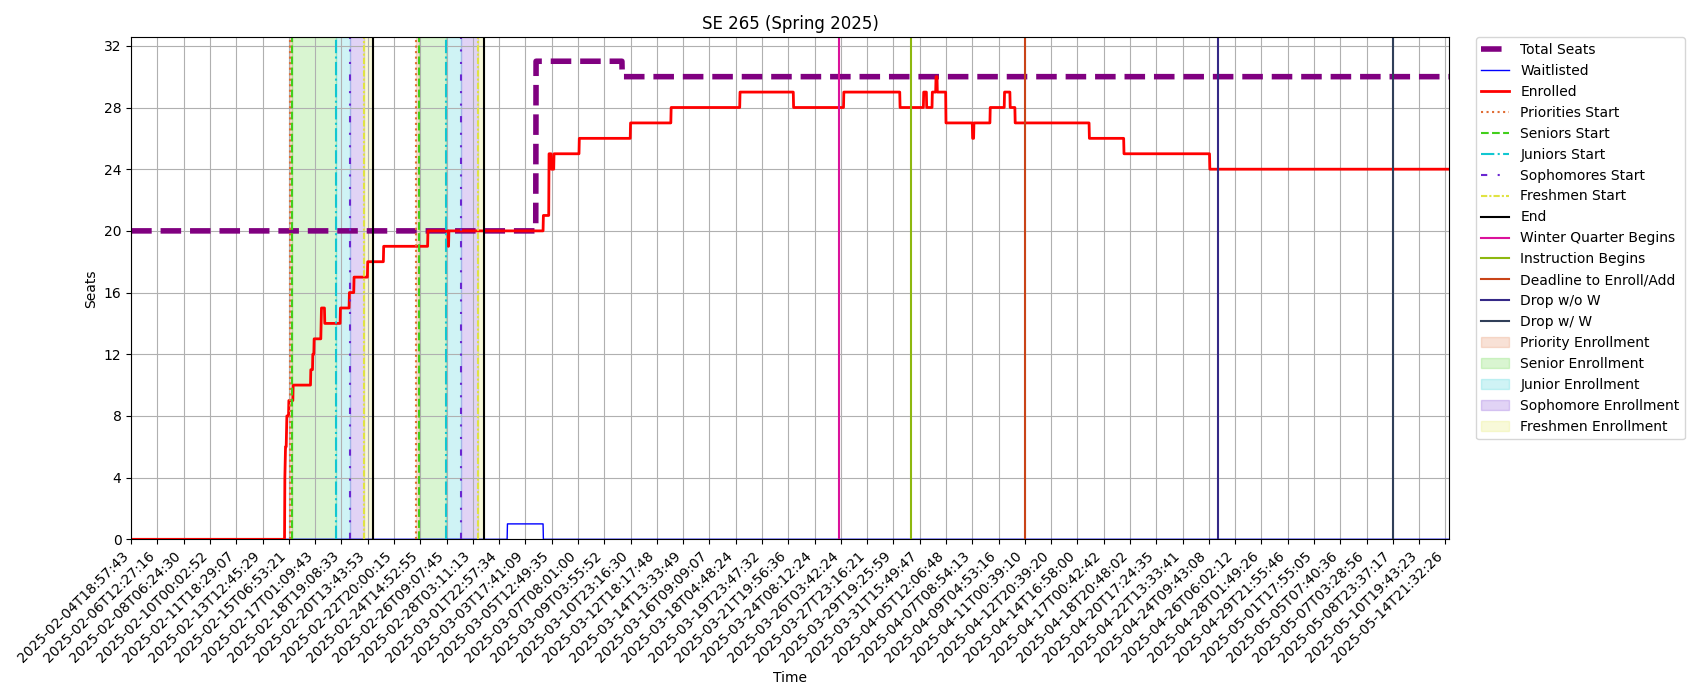 SE 265 (Spring 2025)
Seats
32
28
24
20
16
12
8
4
0
2025-02-04T18:57:43
2025-02-06T12:27:16
2025-02-08T06:24:30
2025-02-10T00:02:52
2025-02-11T18:29:07
2025-02-13T12:45:29
2025-02-15T06:53:21
2025-02-17T01:09:43
2025-02-18T19:08:33
2025-02-20T13:43:53
2025-02-22T20:00:15
2025-02-24T14:52:55
2025-02-26T09:07:45
2025-02-28T03:11:13
2025-03-01T22:57:34
2025-03-03T17:41:09
2025-03-05T12:49:35
2025-03-07T08:01:00
2025-03-09T03:55:52
2025-03-10T23:16:30
2025-03-12T18:17:48
2025-03-14T13:33:49
2025-03-16T09:09:07
2025-03-18T04:48:24
2025-03-19T23:47:32
2025-03-21T19:56:36
2025-03-24T08:12:24
2025-03-26T03:42:24
2025-03-27T23:16:21
2025-03-29T19:25:59
2025-03-31T15:49:47
2025-04-05T12:06:48
2025-04-07T08:54:13
2025-04-09T04:53:16
2025-04-11T00:39:10
2025-04-12T20:39:20
2025-04-14T16:58:00
2025-04-17T00:42:42
2025-04-18T20:48:02
2025-04-20T17:24:35
2025-04-22T13:33:41
2025-04-24T09:43:08
2025-04-26T06:02:12
2025-04-28T01:49:26
2025-04-29T21:55:46
2025-05-01T17:55:05
2025-05-05T07:40:36
2025-05-07T03:28:56
2025-05-08T23:37:17
2025-05-10T19:43:23
2025-05-14T21:32:26
Time
Total Seats
Waitlisted
Enrolled
Priorities Start
Seniors Start
Juniors Start
Sophomores Start
Freshmen Start
End
Winter Quarter Begins
Instruction Begins
Deadline to Enroll/Add
Drop w/o W
Drop w/ W
Priority Enrollment
Senior Enrollment
Junior Enrollment
Sophomore Enrollment
Freshmen Enrollment